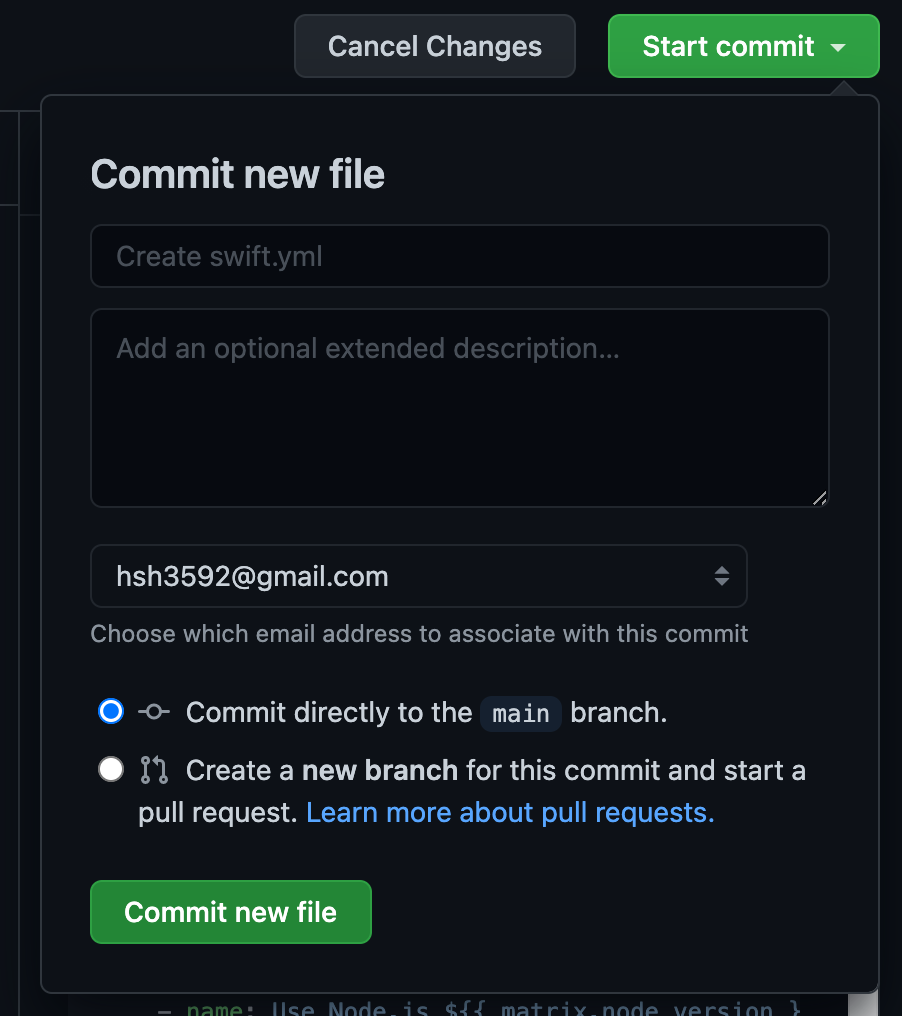 Cancel Changes
Start commit
Commit new file
Create swift.yml
Add an optional extended description...
hsh3592@gmail.com
Choose which email address to associate with this commit
Commit directly to the main branch.
Create a new branch for this commit and start a
pull request. Learn more about pull requests.
Commit new file
- name: Use Node.js ${{ matrix.node_version }